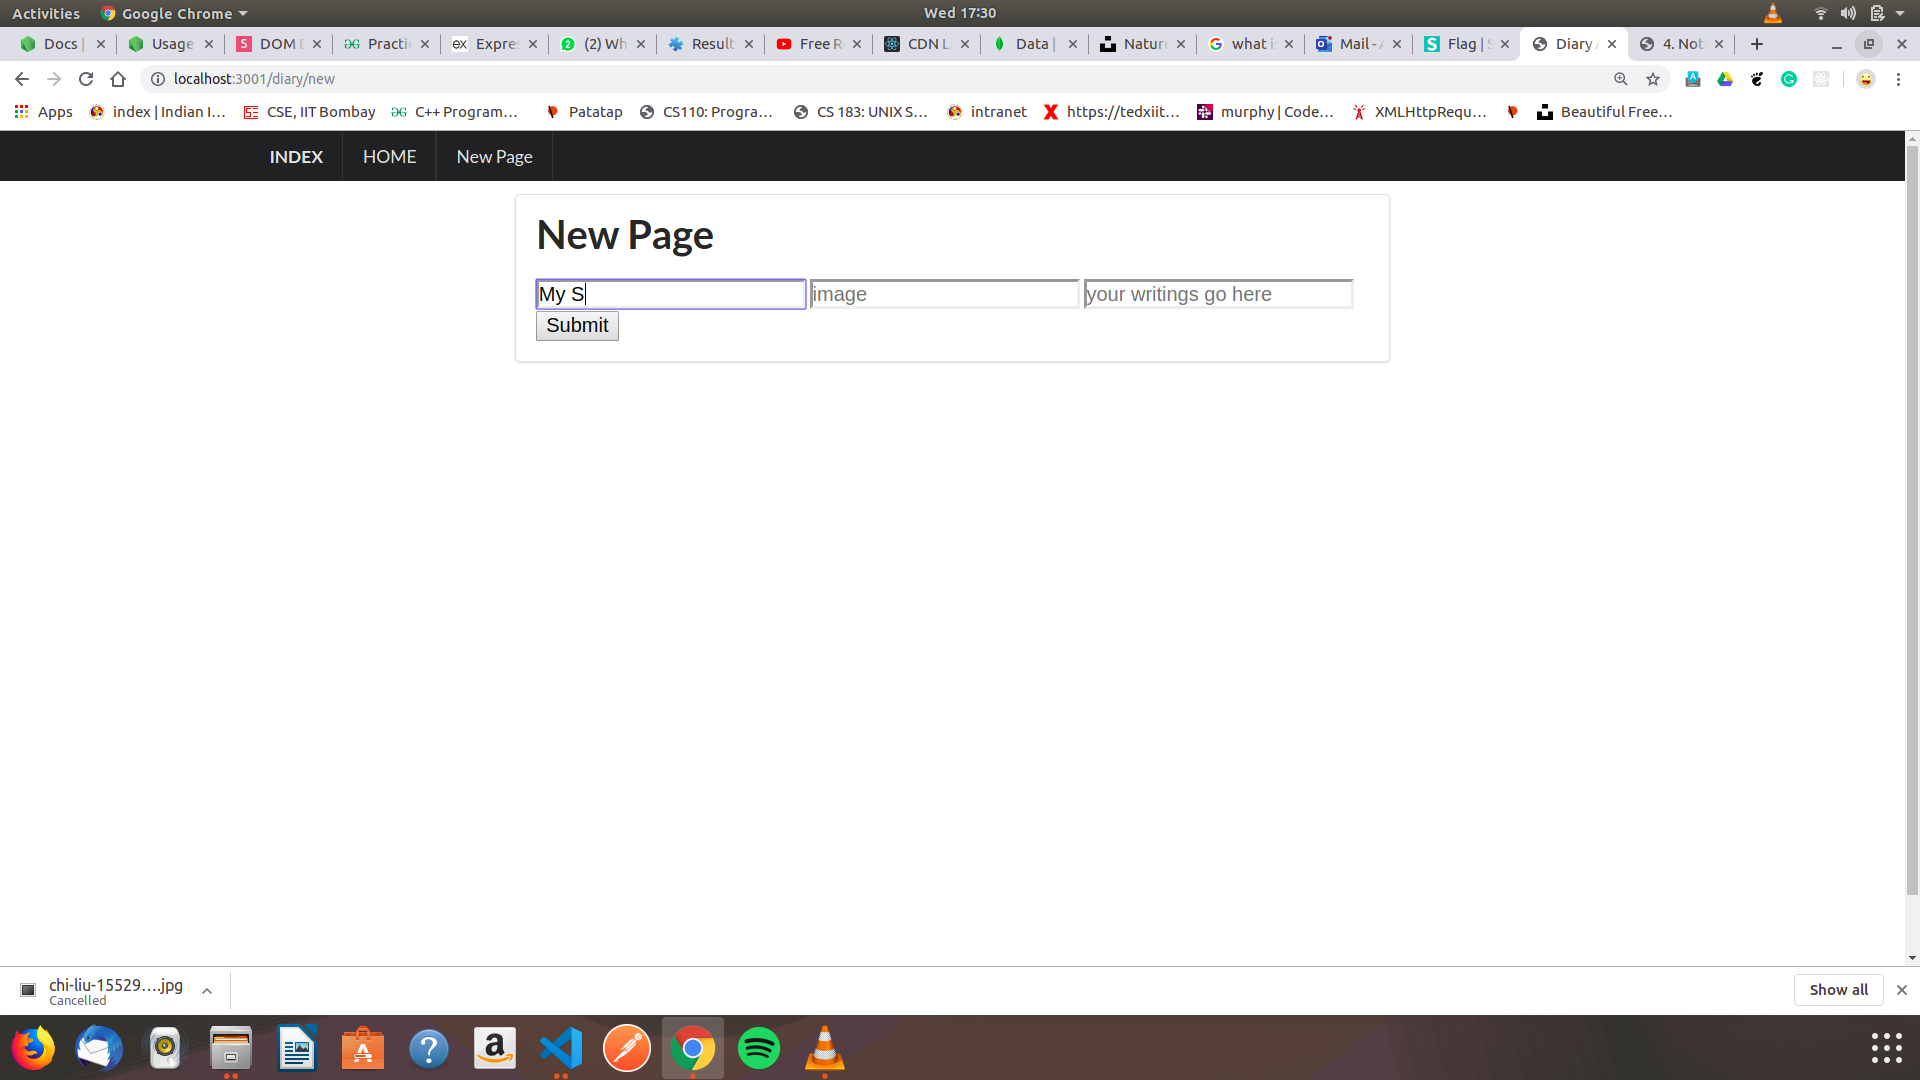 Activities Google Chrome Wed 17:30
Docs | Usage DOM E Practic Expres (2) Wh Result Free R CDN L Data | Nature what i Mail - A Flag | S Diary A 4. Not
localhost:3001/diary/new
Apps index | Indian I... CSE, IIT Bombay C++ Program... Patatap CS110: Progra... CS 183: UNIX S... intranet https://tedxiit... murphy | Code... XMLHttpRequ... Beautiful Free...
INDEX HOME New Page
New Page
My S image your writings go here
Submit
chi-liu-15529....jpg
Cancelled
Show all